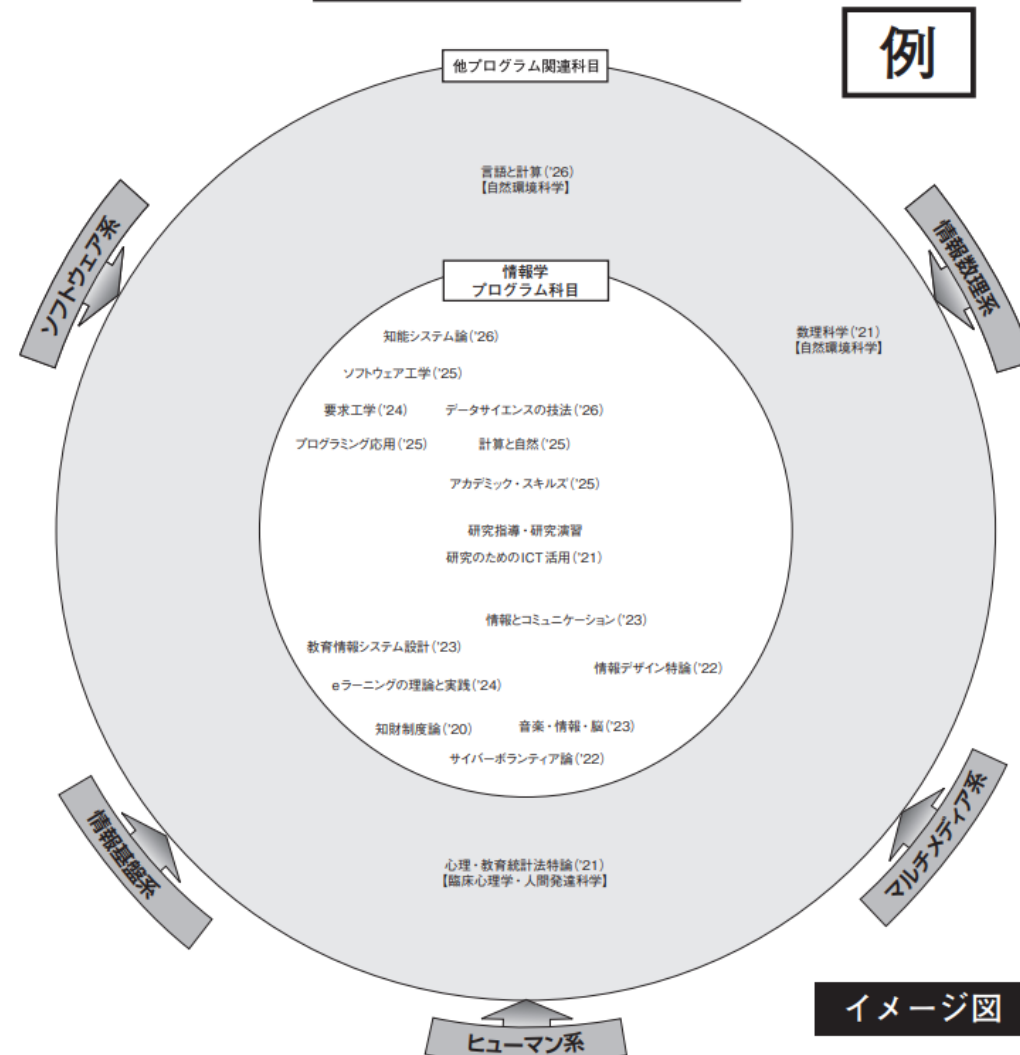 例
他プログラム関連科目
言語と計算('26)
【自然環境科学】
ソフトウェア系
情報数理系
情報学
プログラム科目
数理科学('21)
【自然環境科学】
知能システム論('26)
ソフトウェア工学('25)
要求工学('24)
データサイエンスの技法('26)
プログラミング応用('25)
計算と自然('25)
アカデミック・スキルズ('25)
研究指導・研究演習
研究のためのICT活用('21)
情報とコミュニケーション('23)
教育情報システム設計('23)
情報デザイン特論('22)
eラーニングの理論と実践('24)
知財制度論('20)
音楽・情報・脳('23)
サイバーボランティア論('22)
情報基盤系
マルチメディア系
心理・教育統計法特論('21)
【臨床心理学・人間発達科学】
イメージ図
ヒューマン系